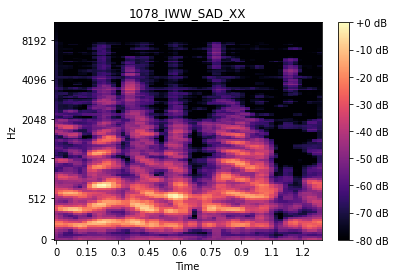 1078_IWW_SAD_XX
+0 dB
8192
-10 dB
4096
-20 dB
-30 dB
2048
Hz
-40 dB
1024
-50 dB
512
-60 dB
-70 dB
0
-80 dB
0 0.15 0.3 0.45 0.6 0.75 0.9 1.1 1.2
Time